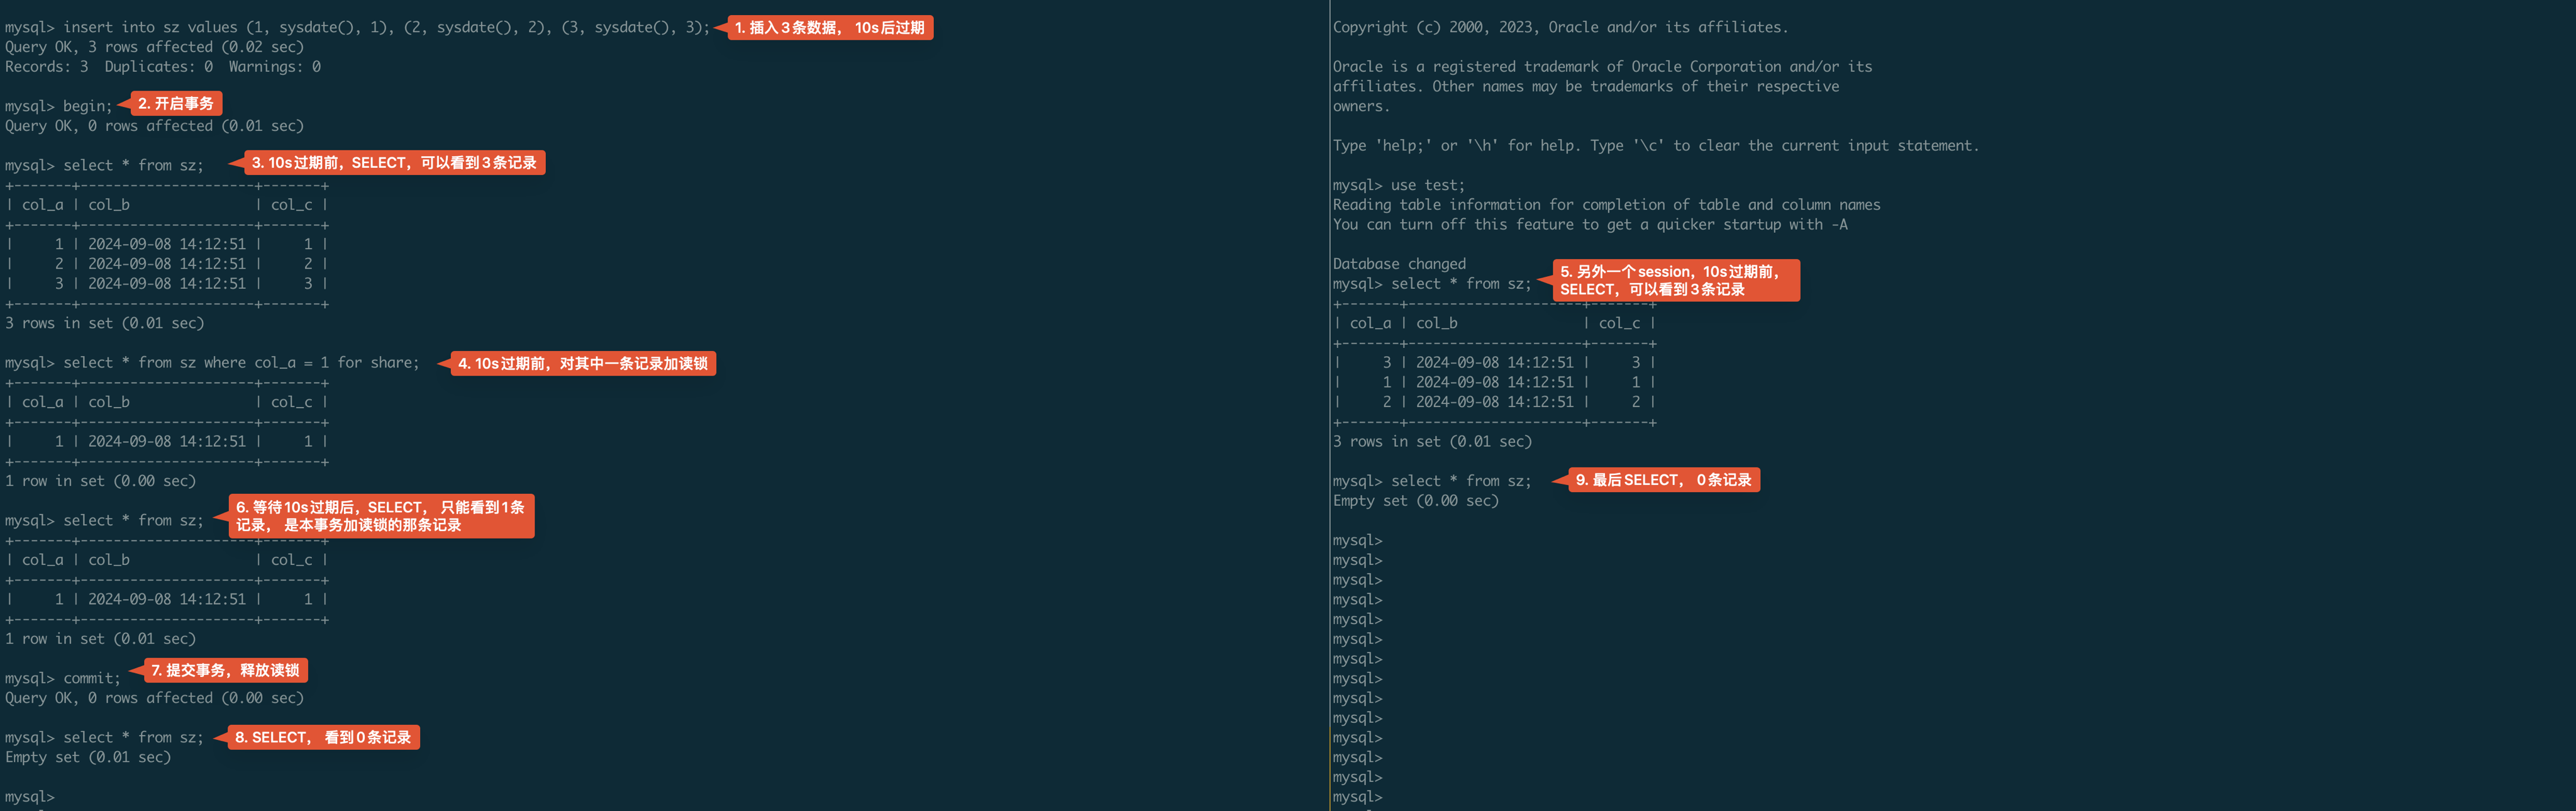 mysql> insert into sz values (1, sysdate(), 1), (2, sysdate(), 2), (3, sysdate(), 3);
1. 插入3条数据， 10s后过期
Query OK, 3 rows affected (0.02 sec)
Records: 3  Duplicates: 0  Warnings: 0
mysql> begin;
2. 开启事务
Query OK, 0 rows affected (0.01 sec)
mysql> select * from sz;
3. 10s过期前，SELECT，可以看到3条记录
+-------+---------------------+-------+
| col_a | col_b               | col_c |
+-------+---------------------+-------+
|     1 | 2024-09-08 14:12:51 |     1 |
|     2 | 2024-09-08 14:12:51 |     2 |
|     3 | 2024-09-08 14:12:51 |     3 |
+-------+---------------------+-------+
3 rows in set (0.01 sec)
mysql> select * from sz where col_a = 1 for share;
4. 10s过期前，对其中一条记录加读锁
+-------+---------------------+-------+
| col_a | col_b               | col_c |
+-------+---------------------+-------+
|     1 | 2024-09-08 14:12:51 |     1 |
+-------+---------------------+-------+
1 row in set (0.00 sec)
mysql> select * from sz;
6. 等待10s过期后，SELECT， 只能看到1条
记录， 是本事务加读锁的那条记录
+-------+---------------------+-------+
| col_a | col_b               | col_c |
+-------+---------------------+-------+
|     1 | 2024-09-08 14:12:51 |     1 |
+-------+---------------------+-------+
1 row in set (0.01 sec)
mysql> commit;
7. 提交事务，释放读锁
Query OK, 0 rows affected (0.00 sec)
mysql> select * from sz;
8. SELECT， 看到0条记录
Empty set (0.01 sec)
mysql>
Copyright (c) 2000, 2023, Oracle and/or its affiliates.
Oracle is a registered trademark of Oracle Corporation and/or its
affiliates. Other names may be trademarks of their respective
owners.
Type 'help;' or '\h' for help. Type '\c' to clear the current input statement.
mysql> use test;
Reading table information for completion of table and column names
You can turn off this feature to get a quicker startup with -A
Database changed
mysql> select * from sz;
5. 另外一个session，10s过期前，
SELECT，可以看到3条记录
+-------+---------------------+-------+
| col_a | col_b               | col_c |
+-------+---------------------+-------+
|     3 | 2024-09-08 14:12:51 |     3 |
|     1 | 2024-09-08 14:12:51 |     1 |
|     2 | 2024-09-08 14:12:51 |     2 |
+-------+---------------------+-------+
3 rows in set (0.01 sec)
mysql> select * from sz;
9. 最后SELECT， 0条记录
Empty set (0.00 sec)
mysql>
mysql>
mysql>
mysql>
mysql>
mysql>
mysql>
mysql>
mysql>
mysql>
mysql>
mysql>
mysql>
mysql>